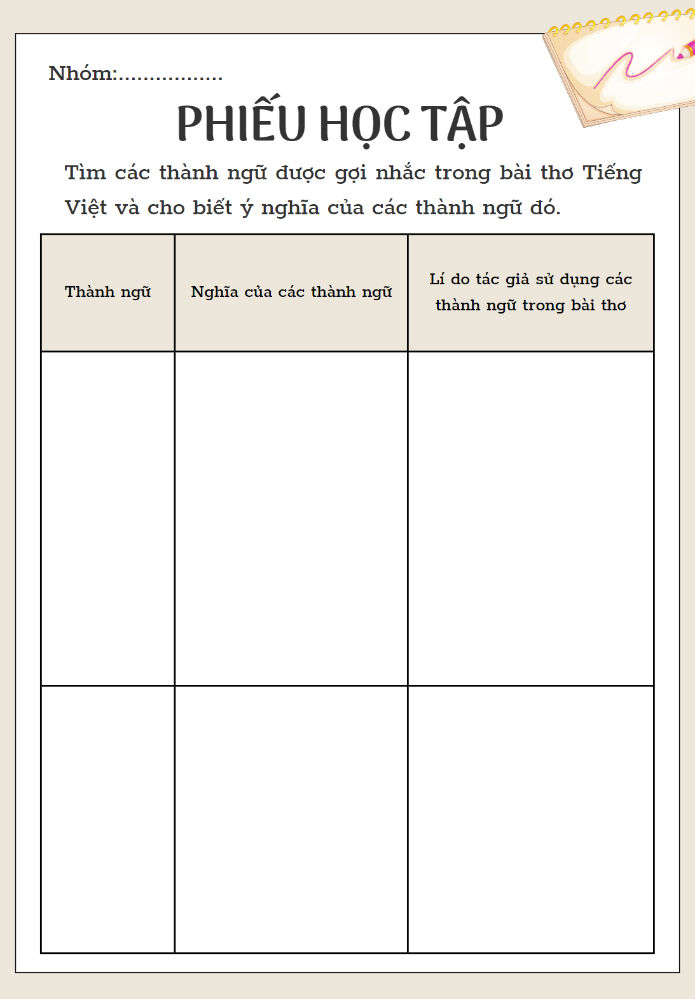 Nhóm:.................
PHIẾU HỌC TẬP
Tìm các thành ngữ được gợi nhắc trong bài thơ Tiếng
Việt và cho biết ý nghĩa của các thành ngữ đó.
Thành ngữ
Nghĩa của các thành ngữ
Lí do tác giả sử dụng các
thành ngữ trong bài thơ